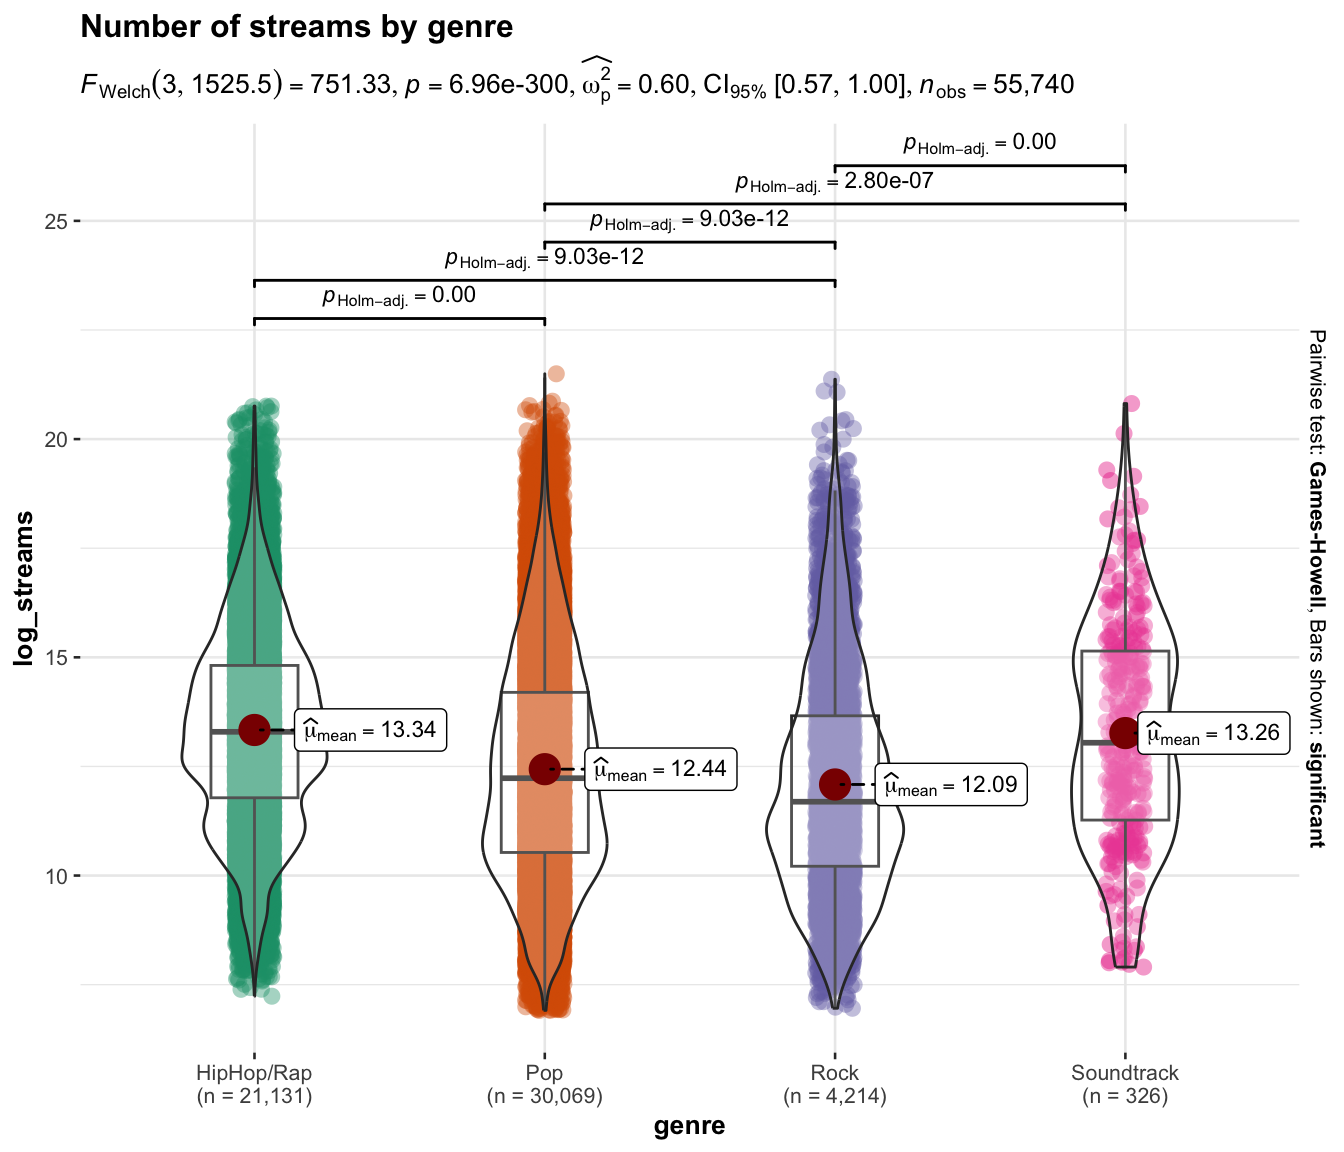 Number of streams by genre
F_Welch(3, 1525.5) = 751.33, p = 6.96e-300, ω̂²_p = 0.60, CI_95% [0.57, 1.00], n_obs = 55,740
p_Holm−adj. = 0.00
p_Holm−adj. = 2.80e-07
p_Holm−adj. = 9.03e-12
p_Holm−adj. = 9.03e-12
p_Holm−adj. = 0.00
25
20
15
10
log_streams
μ̂_mean = 13.34
μ̂_mean = 12.44
μ̂_mean = 12.09
μ̂_mean = 13.26
Pairwise test: Games-Howell, Bars shown: significant
HipHop/Rap
(n = 21,131)
Pop
(n = 30,069)
Rock
(n = 4,214)
Soundtrack
(n = 326)
genre